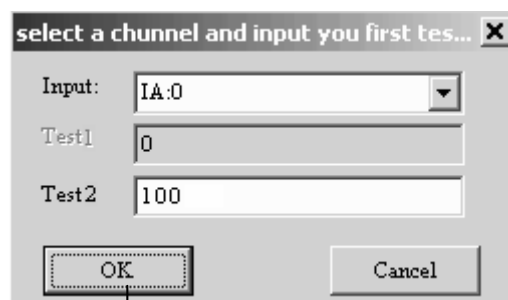 select a chunnel and input you first tes...
Input: IA:0
Test1 0
Test2 100
OK Cancel